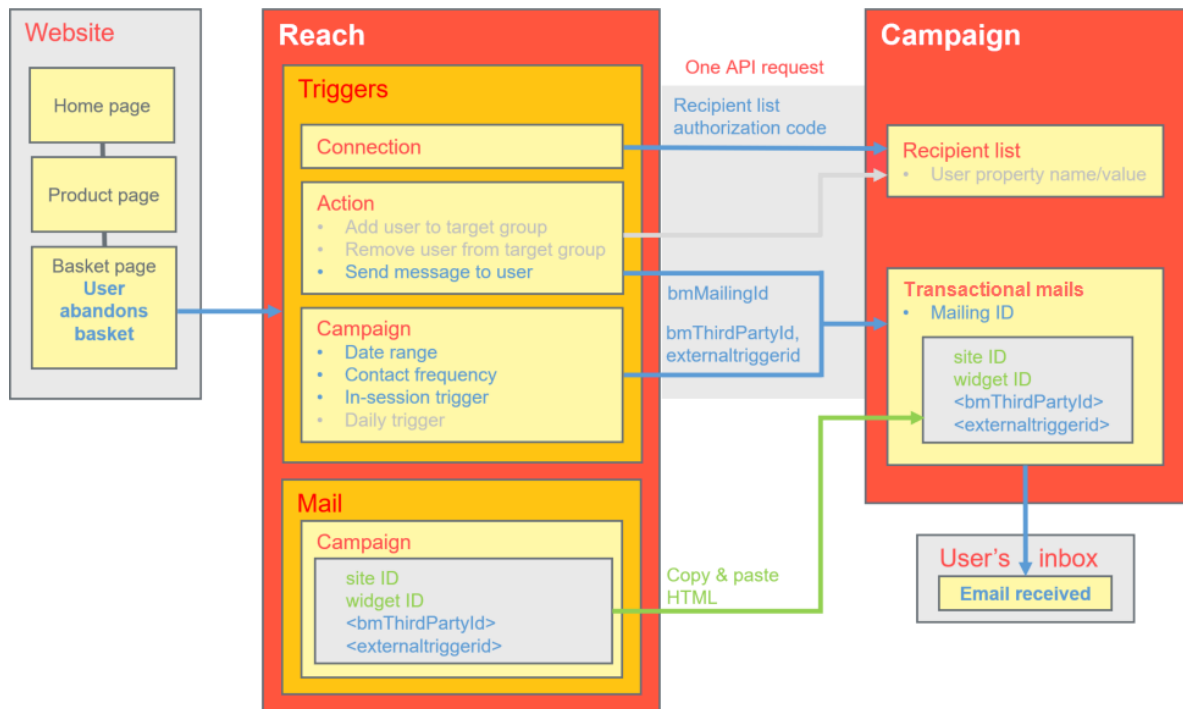 Website
Home page
Product page
Basket page
User
abandons
basket
Reach
Triggers
Connection
Action
• Add user to target group
• Remove user from target group
• Send message to user
Campaign
• Date range
• Contact frequency
• In-session trigger
• Daily trigger
Mail
Campaign
site ID
widget ID
<bmThirdPartyId>
<externaltriggerid>
One API request
Recipient list
authorization code
bmMailingId
bmThirdPartyId,
externaltriggerid
Copy & paste
HTML
Campaign
Recipient list
• User property name/value
Transactional mails
• Mailing ID
site ID
widget ID
<bmThirdPartyId>
<externaltriggerid>
User's inbox
Email received